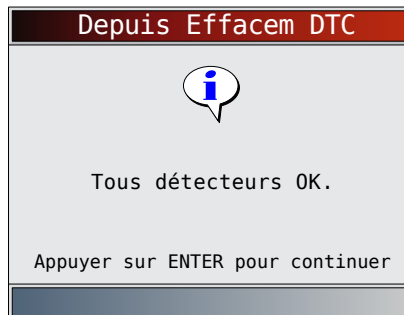 Depuis Effacem DTC
i
Tous détecteurs OK.
Appuyer sur ENTER pour continuer